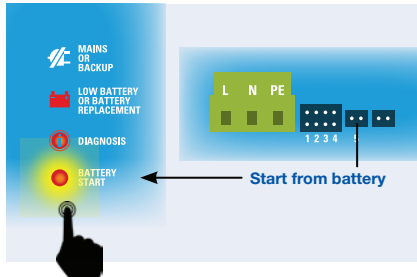 MAINS
OR
BACKUP
LOW BATTERY
OR BATTERY
REPLACEMENT
DIAGNOSIS
BATTERY
START
L N PE
1 2 3 4 5
Start from battery